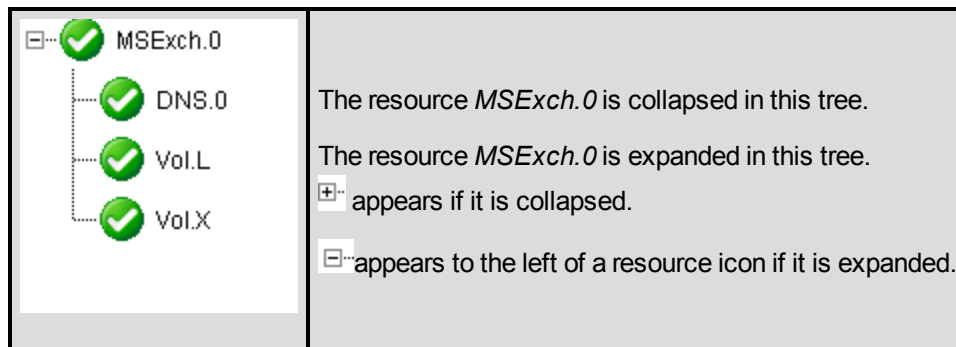 MSExch.0
DNS.0
Vol.L
Vol.X
The resource MSExch.0 is collapsed in this tree.
The resource MSExch.0 is expanded in this tree.
appears if it is collapsed.
appears to the left of a resource icon if it is expanded.